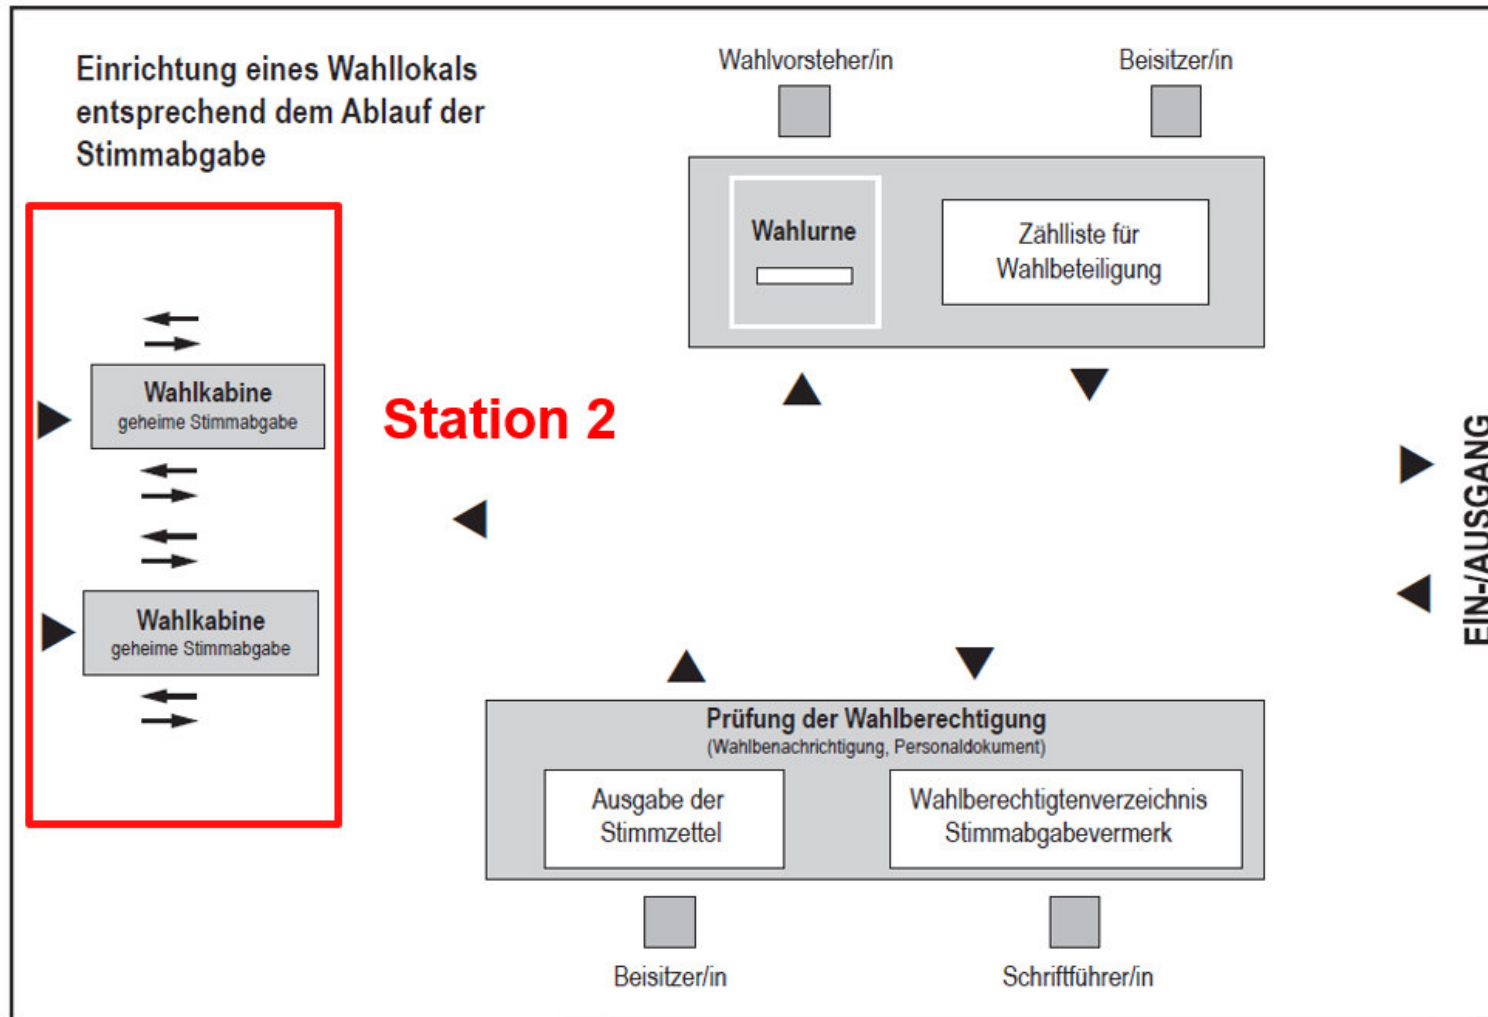 Einrichtung eines Wahllokals
entsprechend dem Ablauf der
Stimmabgabe
Wahlvorsteher/in
Beisitzer/in
Wahlurne
Zählliste für
Wahlbeteiligung
Wahlkabine
geheime Stimmabgabe
Station 2
Wahlkabine
geheime Stimmabgabe
EIN-/AUSGANG
Prüfung der Wahlberechtigung
(Wahlbenachrichtigung, Personaldokument)
Ausgabe der
Stimmzettel
Wahlberechtigtenverzeichnis
Stimmabgabevermerk
Beisitzer/in
Schriftführer/in